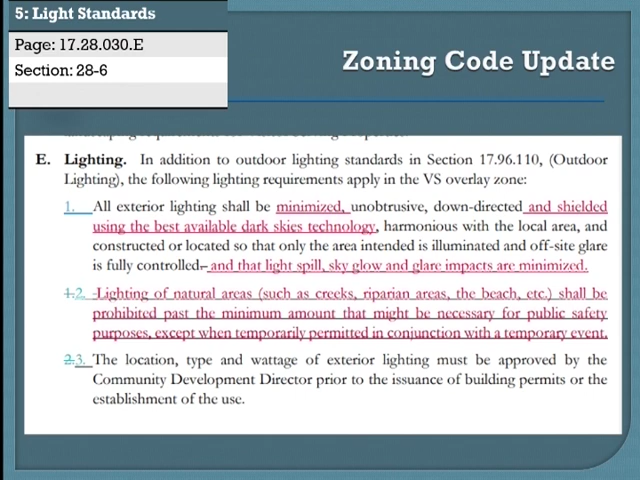 5: Light Standards
Page: 17.28.030.E
Section: 28-6
Zoning Code Update
E. Lighting. In addition to outdoor lighting standards in Section 17.96.110, (Outdoor
Lighting), the following lighting requirements apply in the VS overlay zone:
1. All exterior lighting shall be minimized, unobtrusive, down-directed and shielded
using the best available dark skies technology, harmonious with the local area, and
constructed or located so that only the area intended is illuminated and off-site glare
is fully controlled. and that light spill, sky glow and glare impacts are minimized.
1.2. Lighting of natural areas (such as creeks, riparian areas, the beach, etc.) shall be
prohibited past the minimum amount that might be necessary for public safety
purposes, except when temporarily permitted in conjunction with a temporary event.
2.3. The location, type and wattage of exterior lighting must be approved by the
Community Development Director prior to the issuance of building permits or the
establishment of the use.